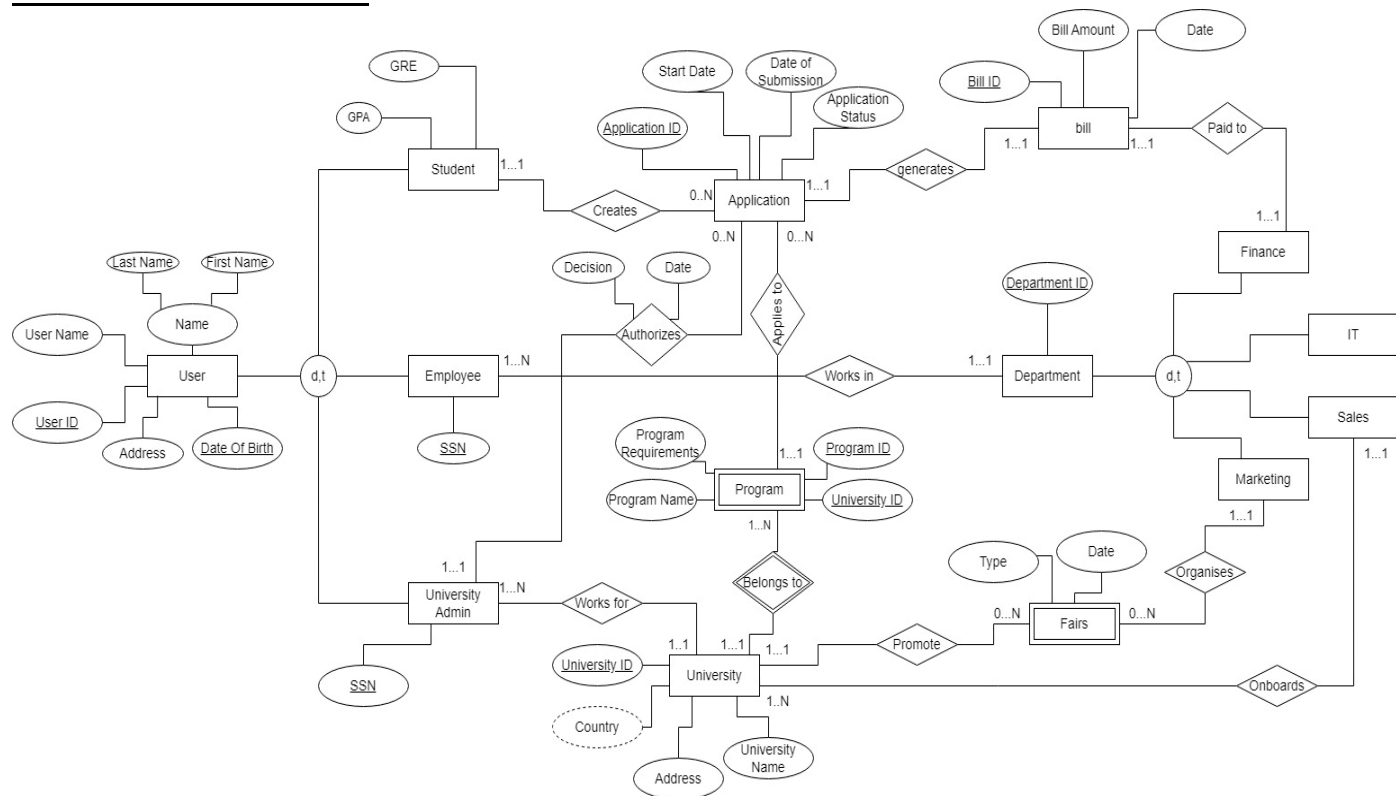 Bill Amount
Date
GRE
Start Date
Date of
Submission
Bill ID
Application
Status
GPA
Application ID
bill
Paid to
1...1
1...1
Student
1...1
generates
1...1
0..N
Application
Creates
1...1
0...N
0...N
Finance
Last Name
First Name
Decision
Date
Department ID
Name
Applies to
User Name
Authorizes
IT
1...N
1...1
User
d,t
Employee
Works in
Department
d,t
User ID
Sales
Address
Date Of Birth
SSN
Program
Requirements
Program ID
1...1
1...1
Program
Marketing
Program Name
University ID
1...N
1...1
Type
Date
1...1
Belongs to
Organises
University
Admin
1...N
Works for
0...N
0...N
Fairs
1..1
1...1
1...1
Promote
University ID
University
SSN
Onboards
1..N
Country
University
Name
Address